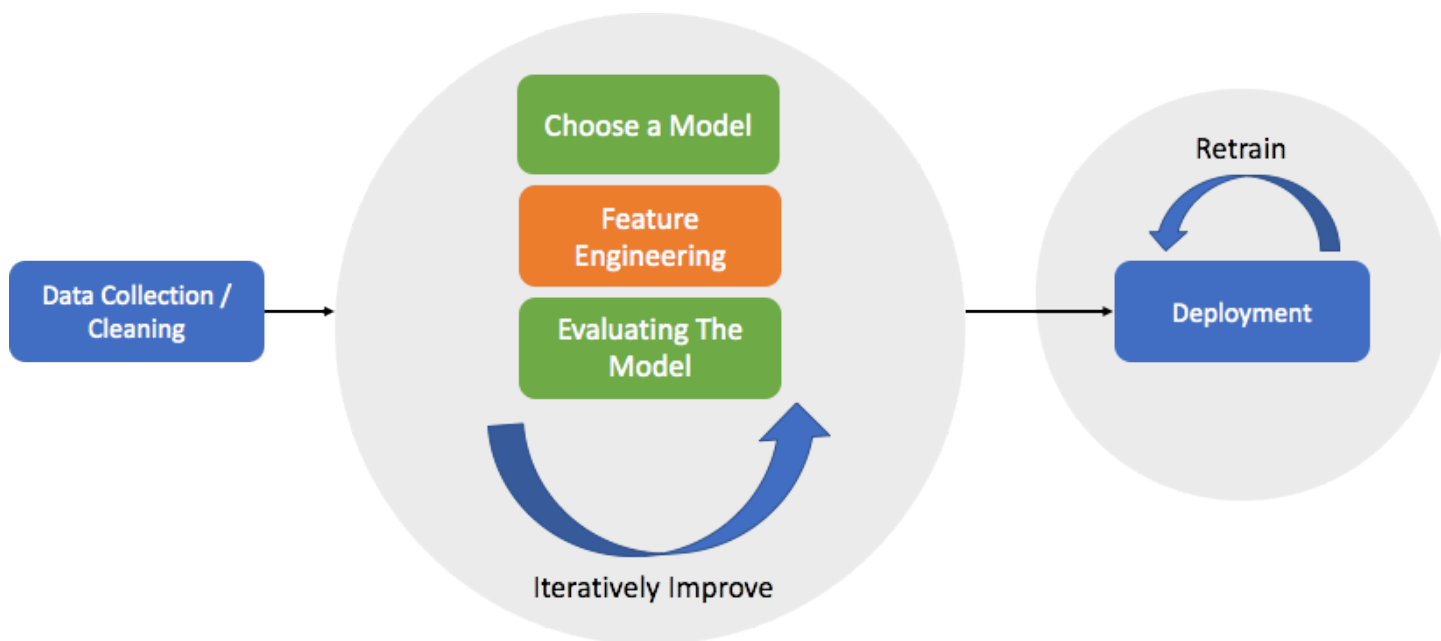 Data Collection /
Cleaning
Choose a Model
Feature
Engineering
Evaluating The
Model
Iteratively Improve
Retrain
Deployment